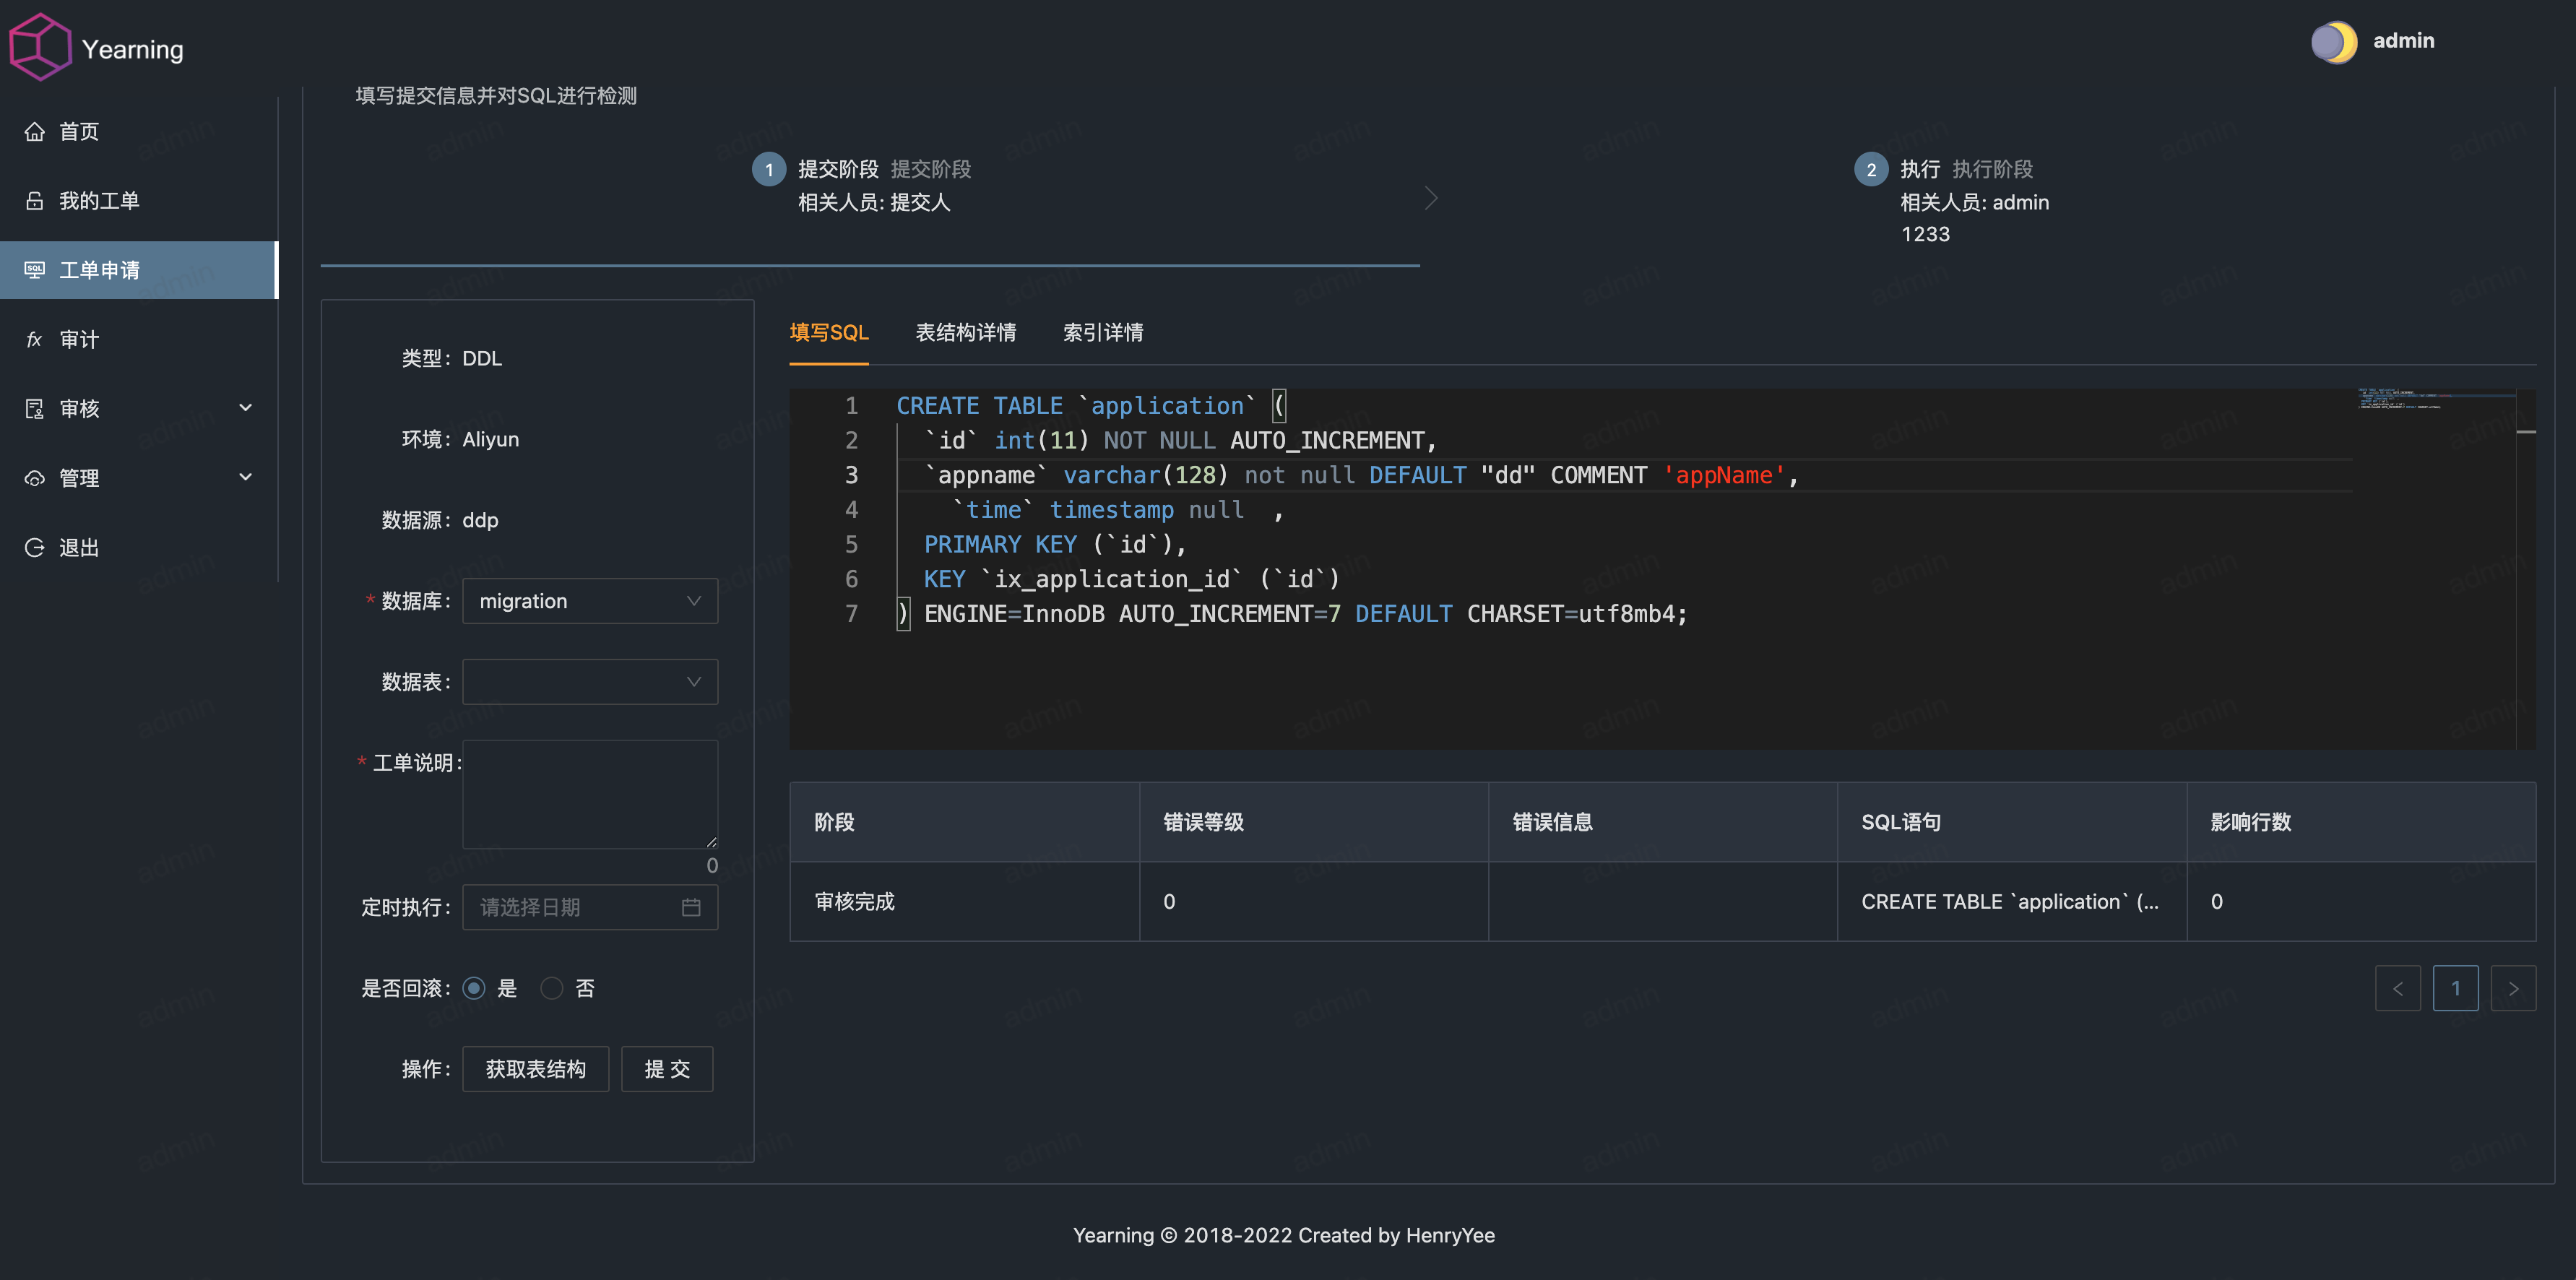 Yearning
admin
首页
我的工单
工单申请
审计
审核
管理
退出
填写提交信息并对SQL进行检测
1 提交阶段 提交阶段
相关人员: 提交人
2 执行 执行阶段
相关人员: admin
1233
类型: DDL
环境: Aliyun
数据源: ddp
* 数据库: migration
数据表:
* 工单说明:
0
定时执行: 请选择日期
是否回滚: 是 否
操作: 获取表结构 提 交
填写SQL 表结构详情 索引详情
1 CREATE TABLE `application` (
2 `id` int(11) NOT NULL AUTO_INCREMENT,
3 `appname` varchar(128) not null DEFAULT "dd" COMMENT 'appName',
4 `time` timestamp null ,
5 PRIMARY KEY (`id`),
6 KEY `ix_application_id` (`id`)
7 ) ENGINE=InnoDB AUTO_INCREMENT=7 DEFAULT CHARSET=utf8mb4;
阶段 错误等级 错误信息 SQL语句 影响行数
审核完成 0 CREATE TABLE `application` (... 0
< 1 >
Yearning © 2018-2022 Created by HenryYee